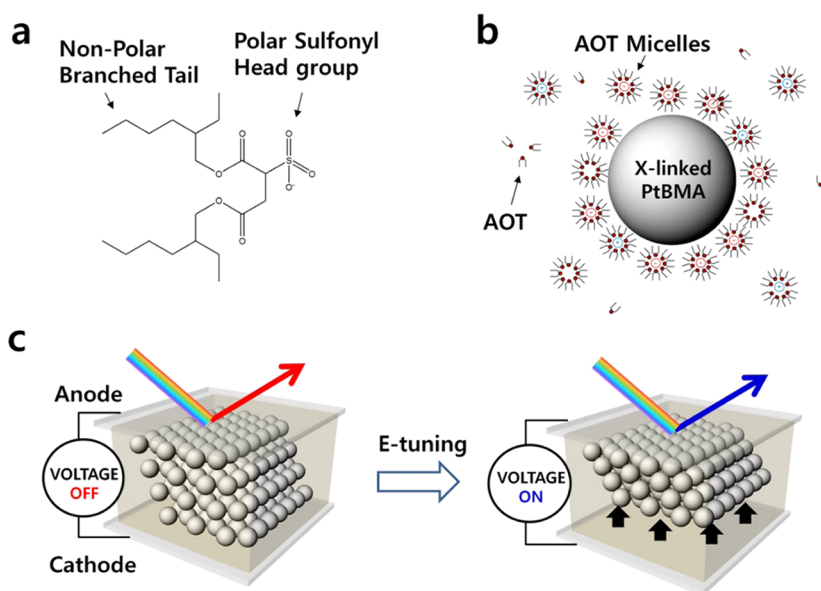 a
Non-Polar
Branched Tail
Polar Sulfonyl
Head group
O
O
S
O
O
O⁻
O
O
b
AOT Micelles
X-linked
PtBMA
AOT
c
Anode
VOLTAGE
OFF
Cathode
E-tuning
VOLTAGE
ON